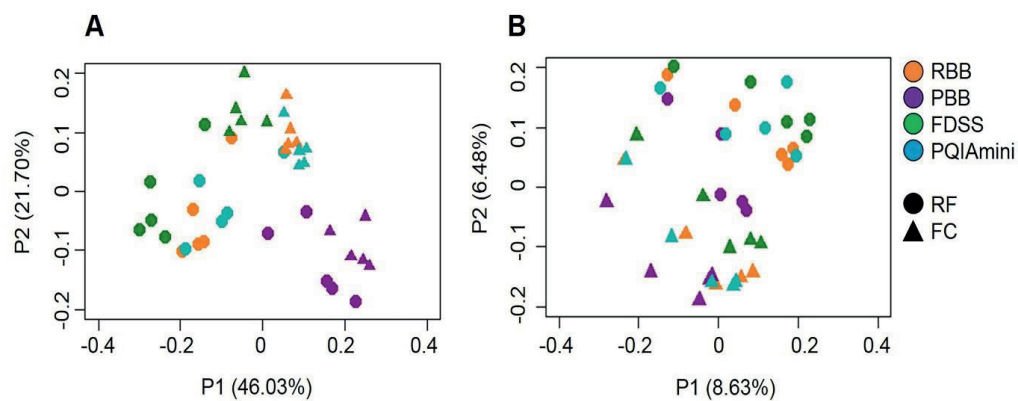 A
B
P2 (21.70%)
0.2
0.1
0
-0.1
-0.2
-0.4
-0.2
0
0.2
0.4
P1 (46.03%)
P2 (6.48%)
0.2
0.1
0
-0.1
-0.2
-0.4
-0.2
0
0.2
0.4
P1 (8.63%)
RBB
PBB
FDSS
PQIAmini
RF
FC